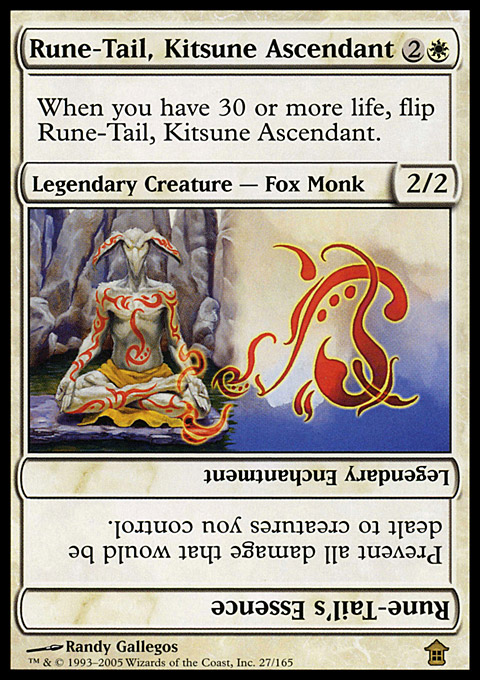 Rune-Tail, Kitsune Ascendant 2
When you have 30 or more life, flip
Rune-Tail, Kitsune Ascendant.
Legendary Creature — Fox Monk 2/2
Rune-Tail's Essence
Prevent all damage that would be
dealt to creatures you control.
Legendary Enchantment
Randy Gallegos
™ & © 1993–2005 Wizards of the Coast, Inc. 27/165